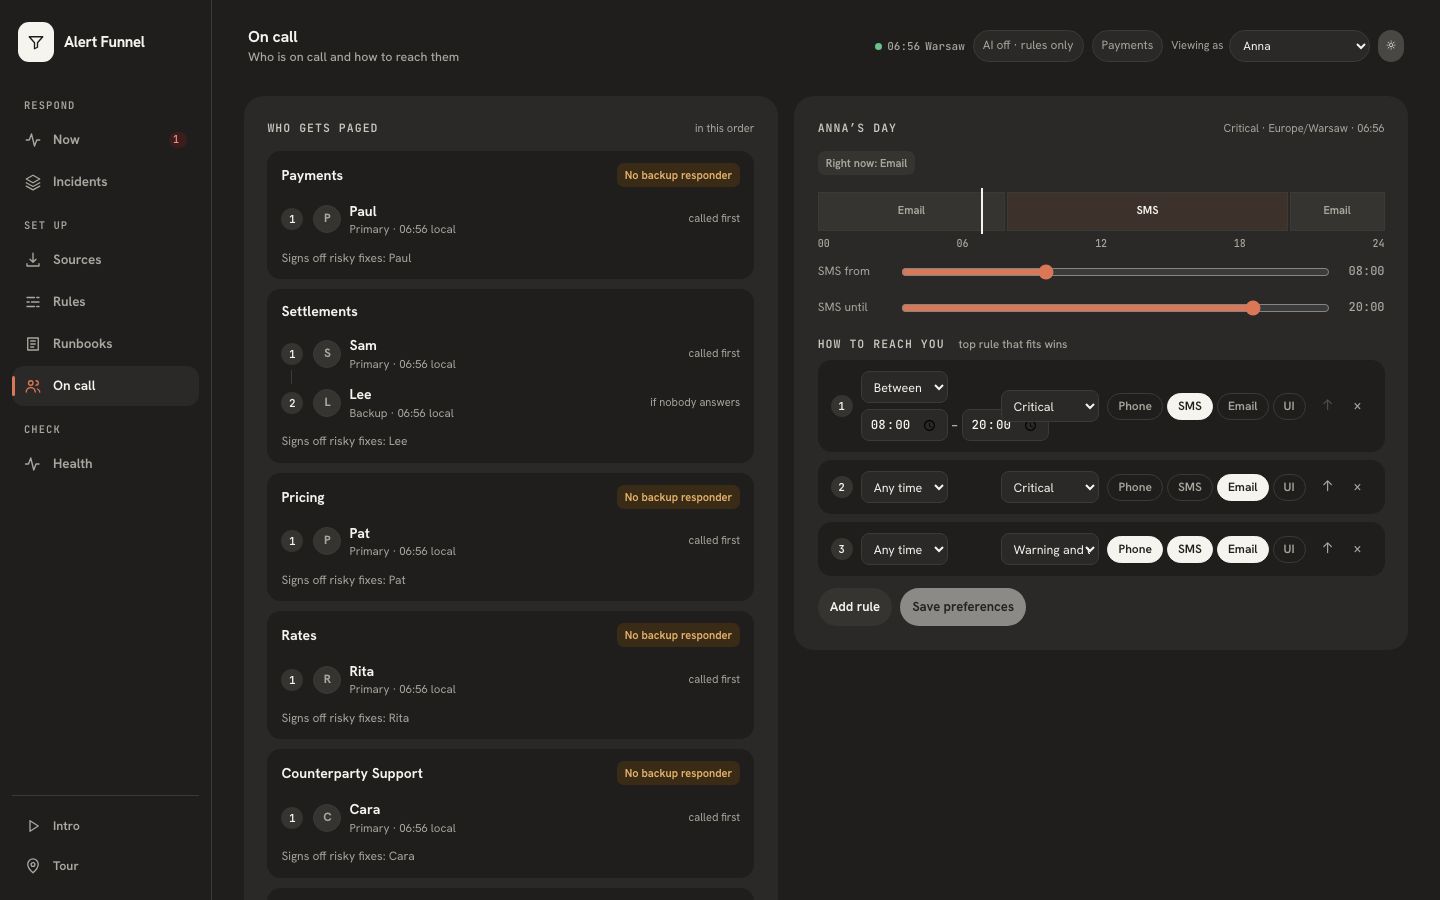 Alert Funnel
RESPOND
Now 1
Incidents
SET UP
Sources
Rules
Runbooks
On call
CHECK
Health
Intro
Tour
On call
Who is on call and how to reach them
06:56 Warsaw AI off · rules only Payments Viewing as Anna
WHO GETS PAGED in this order
Payments No backup responder
1 P Paul called first
Primary · 06:56 local
Signs off risky fixes: Paul
Settlements
1 S Sam called first
Primary · 06:56 local
2 L Lee if nobody answers
Backup · 06:56 local
Signs off risky fixes: Lee
Pricing No backup responder
1 P Pat called first
Primary · 06:56 local
Signs off risky fixes: Pat
Rates No backup responder
1 R Rita called first
Primary · 06:56 local
Signs off risky fixes: Rita
Counterparty Support No backup responder
1 C Cara called first
Primary · 06:56 local
Signs off risky fixes: Cara
ANNA’S DAY Critical · Europe/Warsaw · 06:56
Right now: Email
Email SMS Email
00 06 12 18 24
SMS from 08:00
SMS until 20:00
HOW TO REACH YOU top rule that fits wins
1 Between Critical Phone SMS Email UI ↑ ×
08:00 – 20:00
2 Any time Critical Phone SMS Email UI ↑ ×
3 Any time Warning and Phone SMS Email UI ↑ ×
Add rule Save preferences